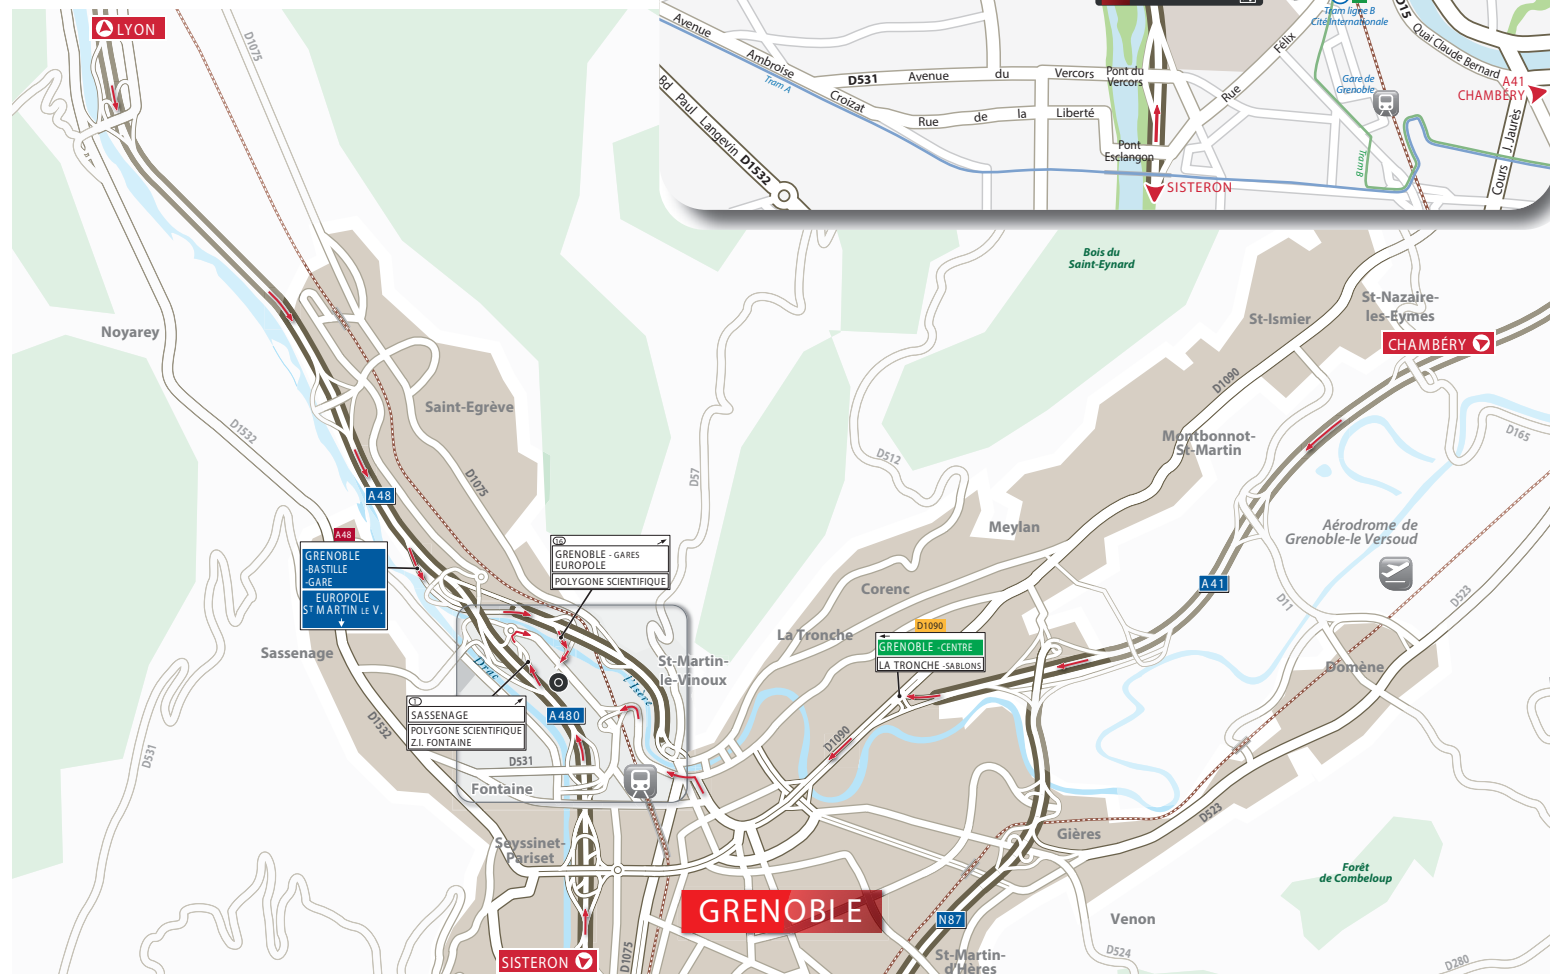 LYON
D1075
Avenue
Ambroise
Croizat
Tram A
D531 Avenue du Vercors
Pont du
Vercors
Rue de la Liberté
Pont
Esclangon
Bd Paul Langevin D1532
Rue Félix
Tram ligne B
Cité Internationale
Gare de
Grenoble
Tram B
D15
Quai Claude Bernard
A41
CHAMBÉRY
Cours J. Jaurès
SISTERON
Bois du
Saint-Eynard
St-Nazaire-
les-Eymes
St-Ismier
CHAMBÉRY
Noyarey
D1090
Saint-Egrève
D1532
D165
Montbonnot-
St-Martin
D512
D57
D1075
A48
Meylan
Aérodrome de
Grenoble-le Versoud
A48
GRENOBLE
-BASTILLE
-GARE
EUROPOLE
ST MARTIN LE V.
16
GRENOBLE - GARES
EUROPOLE
POLYGONE SCIENTIFIQUE
A41
Corenc
D11
D523
La Tronche
D1090
GRENOBLE -CENTRE
LA TRONCHE -SABLONS
Sassenage
Drac
l'Isère
St-Martin-
le-Vinoux
Domène
1
SASSENAGE
POLYGONE SCIENTIFIQUE
Z.I. FONTAINE
A480
D1532
D531
D1090
D531
Fontaine
D523
Gières
Seyssinet-
Pariset
Forêt
de Combeloup
GRENOBLE
N87
Venon
D1075
SISTERON
St-Martin-
d'Hères
D524
D280